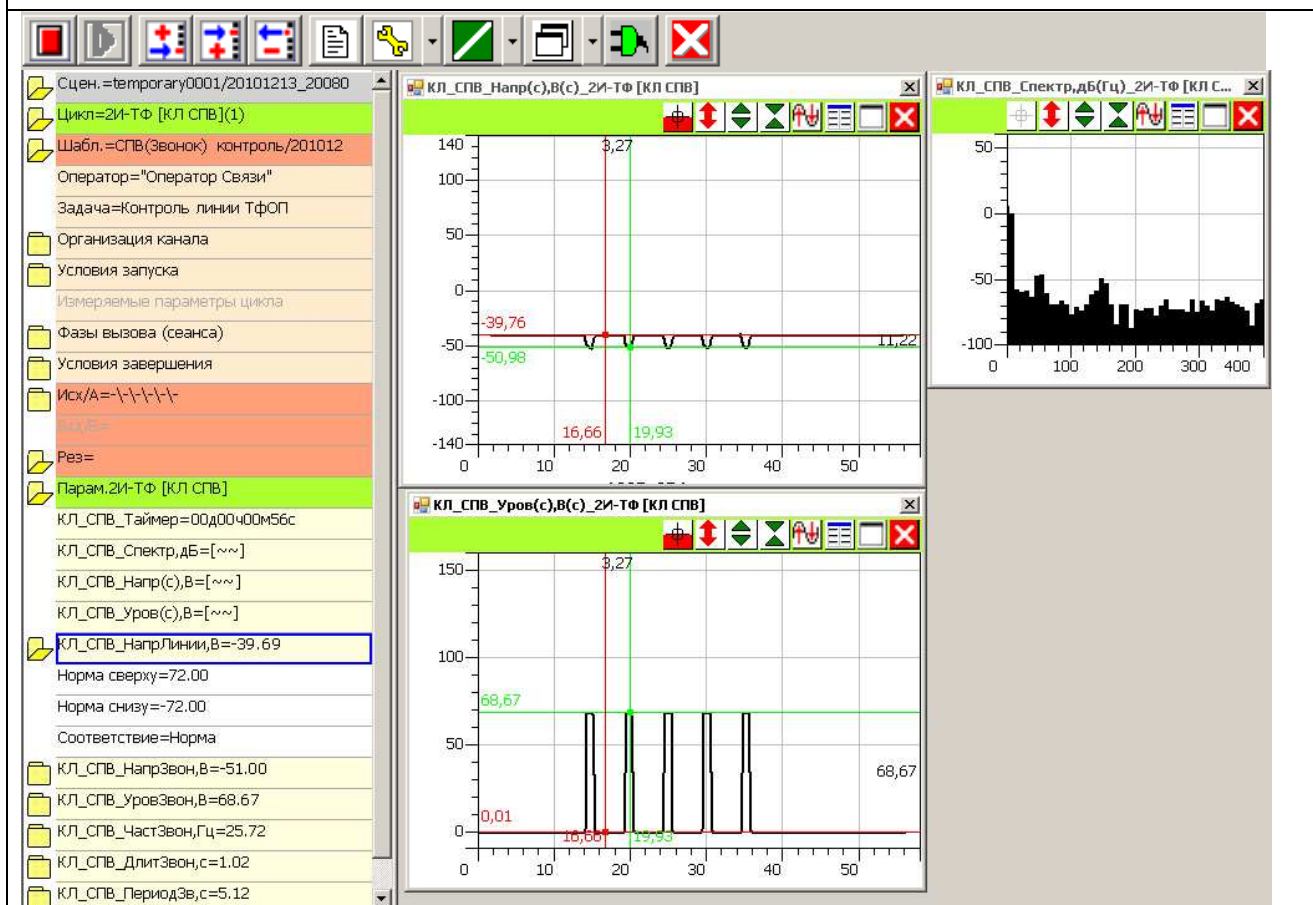 Сцен.=temporary0001/20101213_20080
Цикл=2И-ТФ [КЛ СПВ](1)
Шабл.=СПВ(Звонок) контроль/201012
Оператор="Оператор Связи"
Задача=Контроль линии ТфОП
Организация канала
Условия запуска
Измеряемые параметры цикла
Фазы вызова (сеанса)
Условия завершения
Исх/А=-\-\-\-\-\-
Рез=
Парам.2И-ТФ [КЛ СПВ]
КЛ_СПВ_Таймер=00д00ч00м56с
КЛ_СПВ_Спектр,дБ=[~~]
КЛ_СПВ_Напр(с),В=[~~]
КЛ_СПВ_Уров(с),В=[~~]
КЛ_СПВ_НапрЛинии,В=-39.69
Норма сверху=72.00
Норма снизу=-72.00
Соответствие=Норма
КЛ_СПВ_НапрЗвон,В=-51.00
КЛ_СПВ_УровЗвон,В=68.67
КЛ_СПВ_ЧастЗвон,Гц=25.72
КЛ_СПВ_ДлитЗвон,с=1.02
КЛ_СПВ_ПериодЗв,с=5.12
КЛ_СПВ_Напр(с),В(с)_2И-ТФ [КЛ СПВ]
140
3,27
100
50
0
-39,76
-50
11,22
-50,98
-100
16,66
19,93
-140
0 10 20 30 40 50
КЛ_СПВ_Уров(с),В(с)_2И-ТФ [КЛ СПВ]
150
3,27
100
68,67
50
68,67
0,01
0
16,66
19,93
0 10 20 30 40 50
КЛ_СПВ_Спектр,дБ(Гц)_2И-ТФ [КЛ С...
50
0
-50
-100
0 100 200 300 400